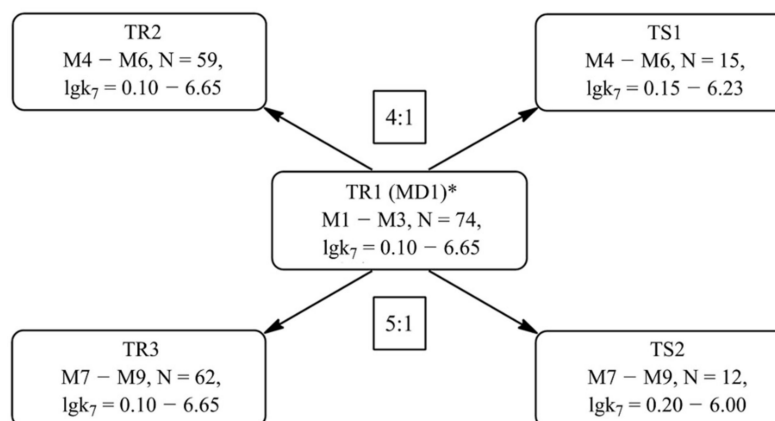 TR2
M4 − M6, N = 59,
lgk₇ = 0.10 − 6.65
TS1
M4 − M6, N = 15,
lgk₇ = 0.15 − 6.23
4:1
TR1 (MD1)*
M1 − M3, N = 74,
lgk₇ = 0.10 − 6.65
5:1
TR3
M7 − M9, N = 62,
lgk₇ = 0.10 − 6.65
TS2
M7 − M9, N = 12,
lgk₇ = 0.20 − 6.00